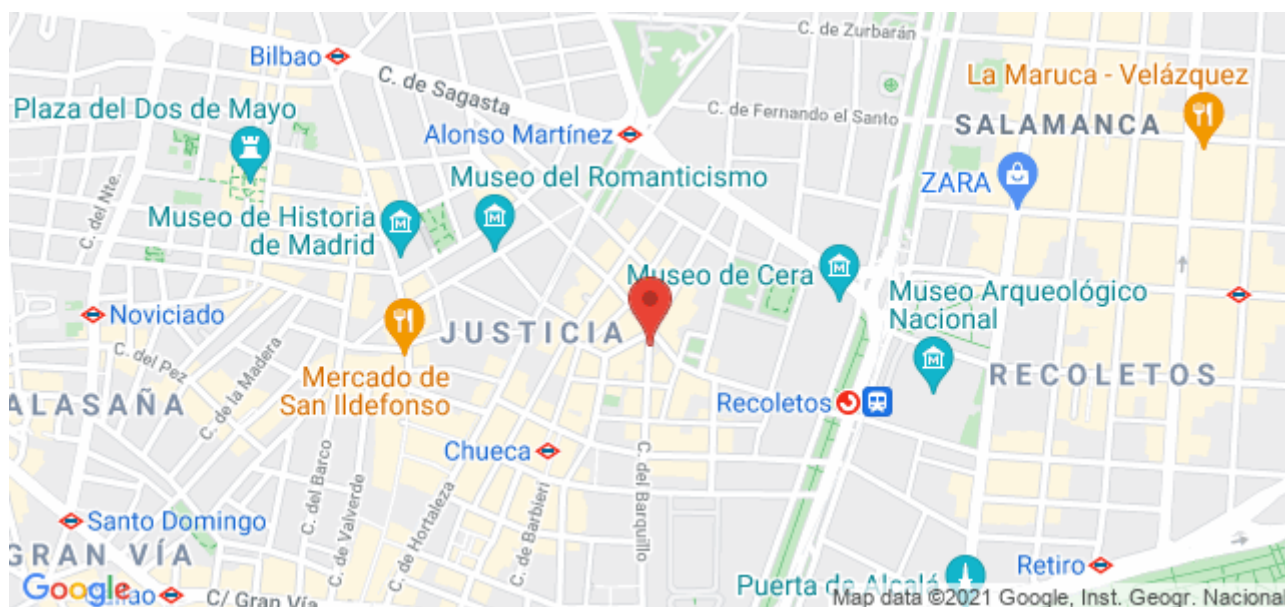 C. de Zurbarán
Bilbao
C. de Sagasta
La Maruca - Velázquez
Plaza del Dos de Mayo
C. de Fernando el Santo
Alonso Martínez
SALAMANCA
Museo del Romanticismo
ZARA
C. del Nte.
Museo de Historia
de Madrid
Museo de Cera
Museo Arqueológico
Nacional
Noviciado
JUSTICIA
C. del Pez
C. de la Madera
Mercado de
San Ildefonso
RECOLETOS
ALASAÑA
Recoletos
Chueca
C. del Barco
C. de Valverde
C. de Hortaleza
C. de Barbieri
C. del Barquillo
Santo Domingo
GRAN VÍA
Retiro
Puerta de Alcalá
Google
C/ Gran Vía
Map data ©2021 Google, Inst. Geogr. Naciona